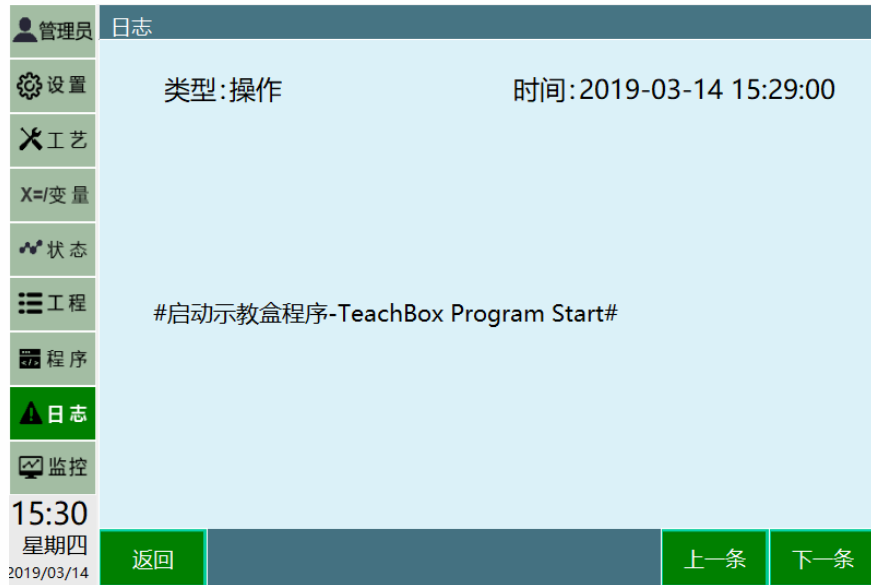 管理员
日志
设置
类型:操作
时间:2019-03-14 15:29:00
工艺
X=/变量
状态
工程
#启动示教盒程序-TeachBox Program Start#
程序
日志
监控
15:30
星期四
2019/03/14
返回
上一条
下一条